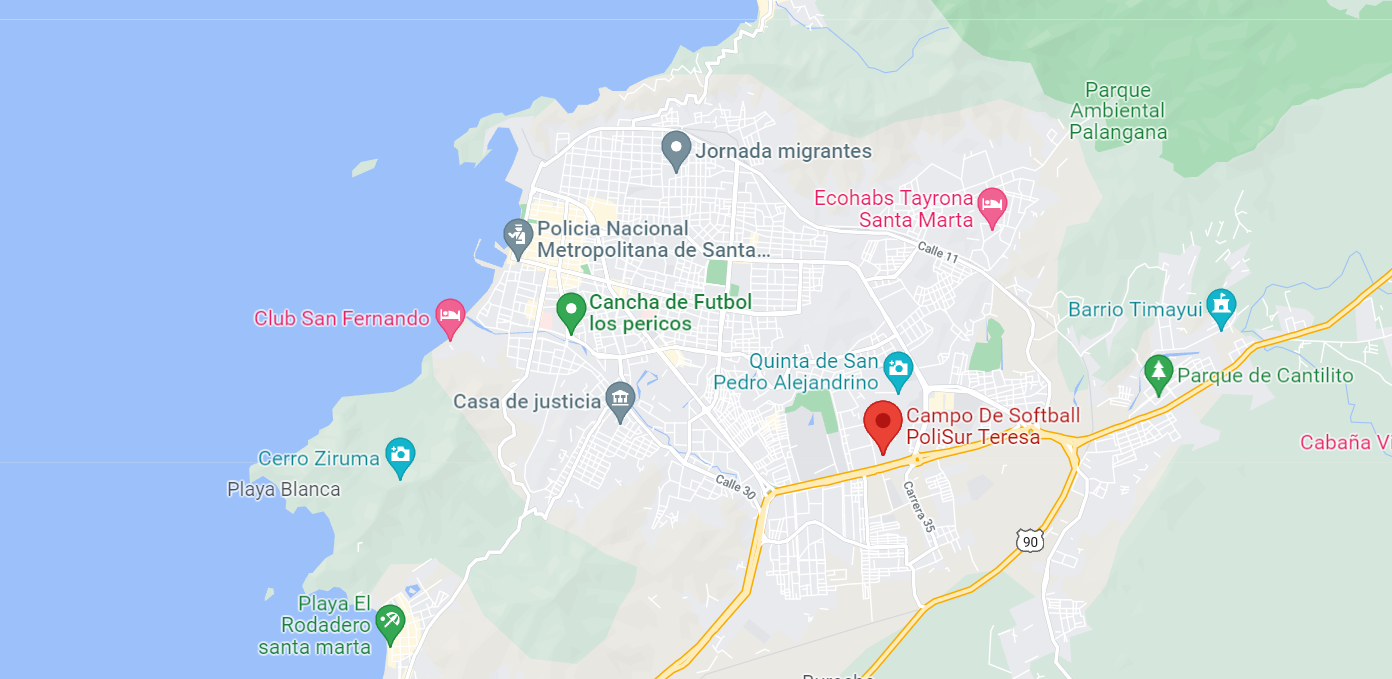 Parque
Ambiental
Palangana
Jornada migrantes
Ecohabs Tayrona
Santa Marta
Policia Nacional
Metropolitana de Santa...
Calle 11
Cancha de Futbol
los pericos
Club San Fernando
Barrio Timayui
Quinta de San
Pedro Alejandrino
Parque de Cantilito
Casa de justicia
Campo De Softball
PoliSur Teresa
Cabaña Vi
Cerro Ziruma
Playa Blanca
Calle 30
Carrera 35
90
Playa El
Rodadero
santa marta